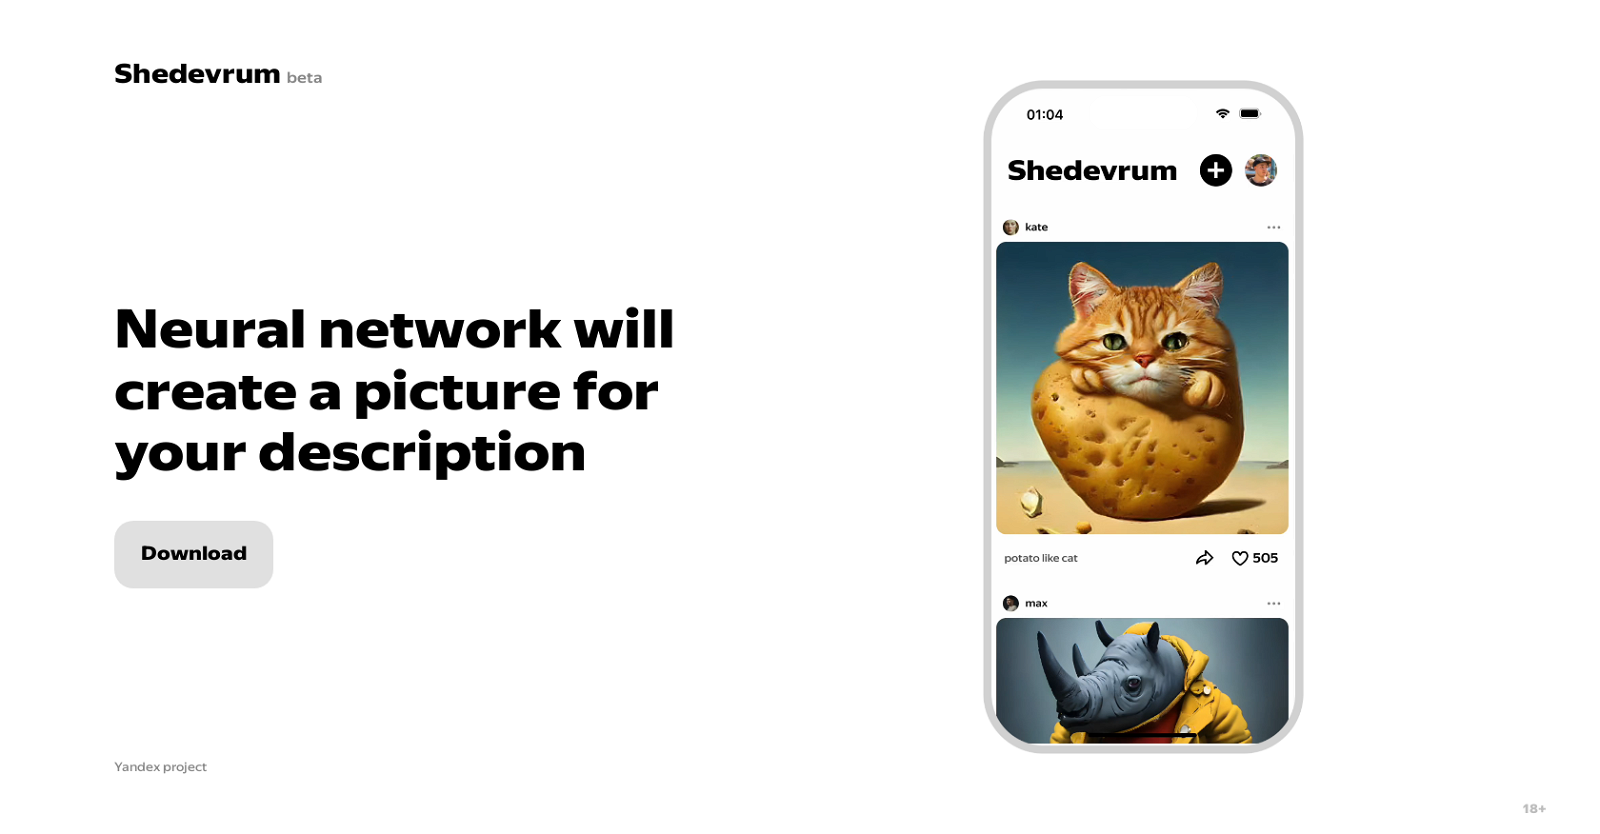 Shedevrum beta
Neural network will
create a picture for
your description
Download
Yandex project
01:04
Shedevrum
kate
potato like cat
505
max
18+